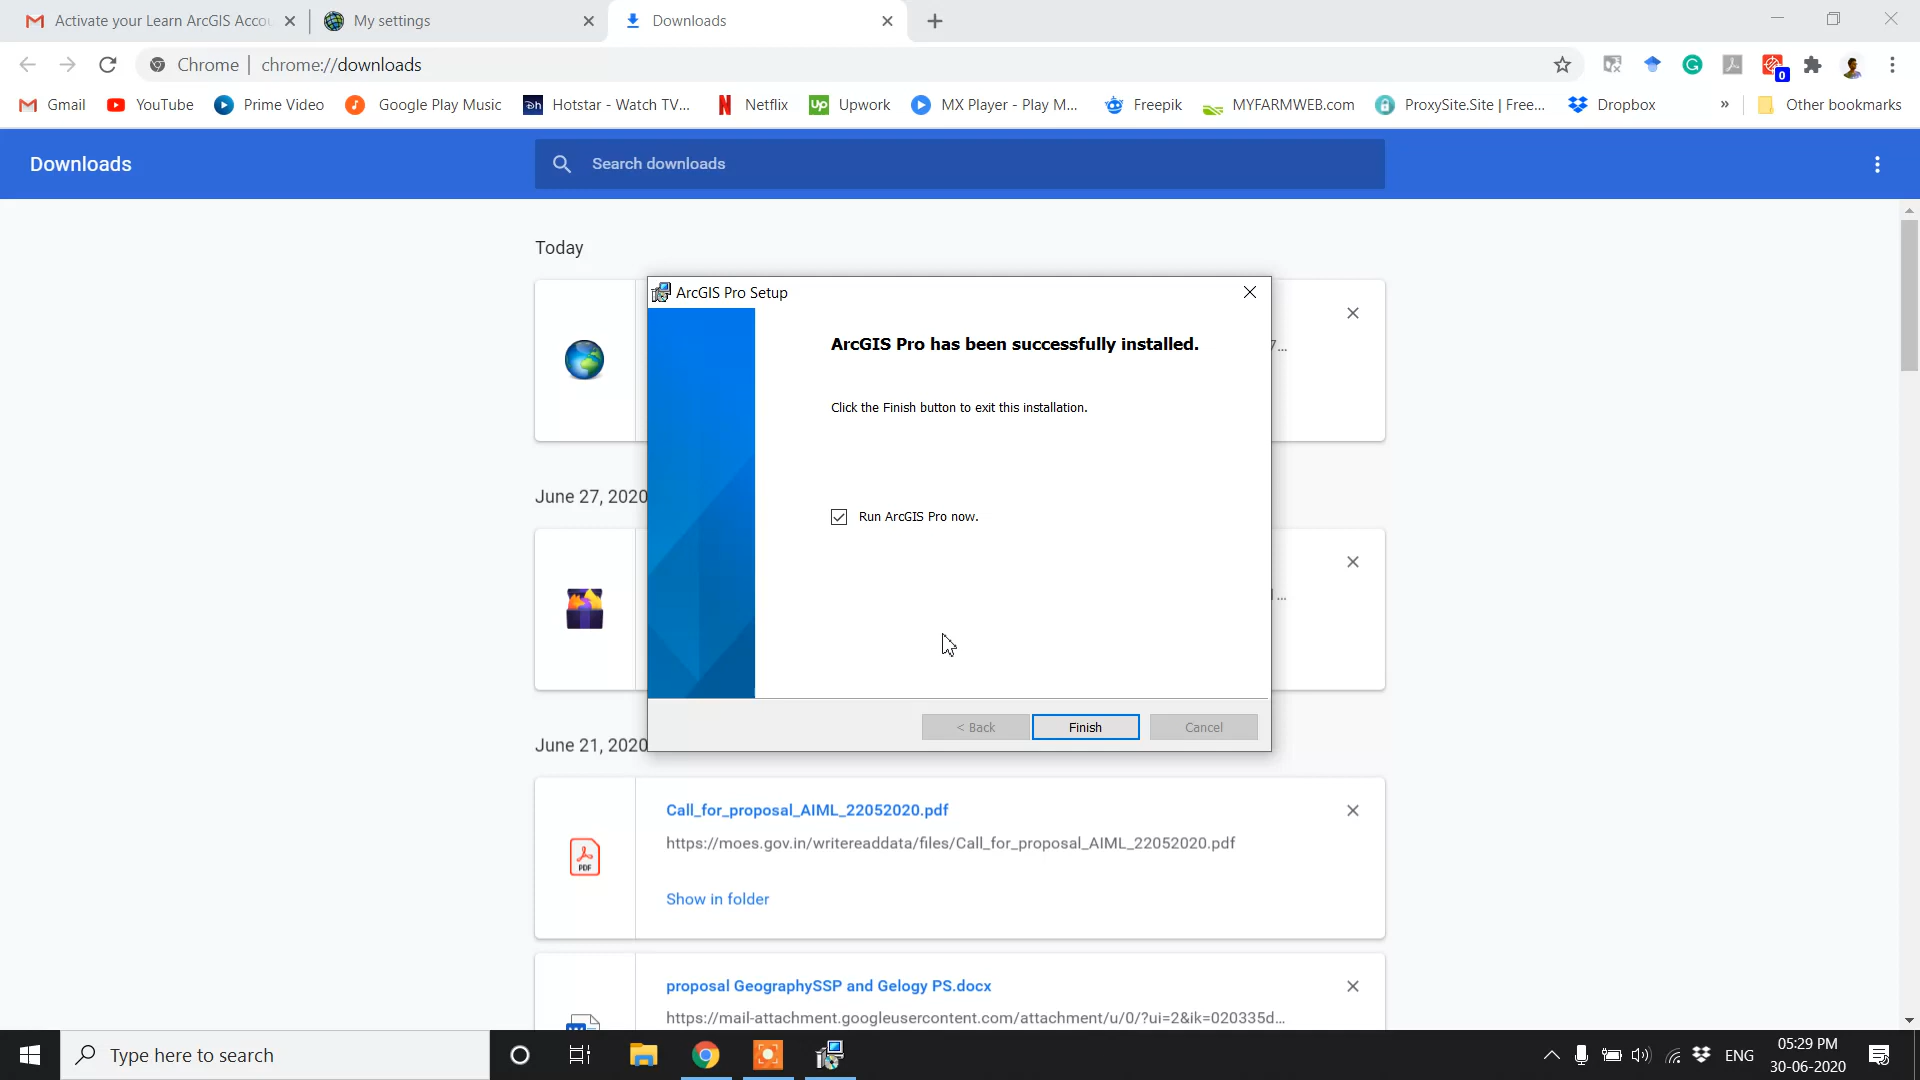 Activate your Learn ArcGIS Accou
My settings
Downloads
Chrome | chrome://downloads
0
Gmail
YouTube
Prime Video
Google Play Music
Hotstar - Watch TV...
Netflix
Upwork
MX Player - Play M...
Freepik
MYFARMWEB.com
ProxySite.Site | Free...
Dropbox
»
Other bookmarks
Downloads
Search downloads
Today
ArcGIS Pro Setup
ArcGIS Pro has been successfully installed.
7...
Click the Finish button to exit this installation.
June 27, 2020
Run ArcGIS Pro now.
...
< Back
Finish
Cancel
June 21, 2020
Call_for_proposal_AIML_22052020.pdf
https://moes.gov.in/writereaddata/files/Call_for_proposal_AIML_22052020.pdf
PDF
Show in folder
proposal GeographySSP and Gelogy PS.docx
https://mail-attachment.googleusercontent.com/attachment/u/0/?ui=2&ik=020335d...
Type here to search
ENG
05:29 PM
30-06-2020